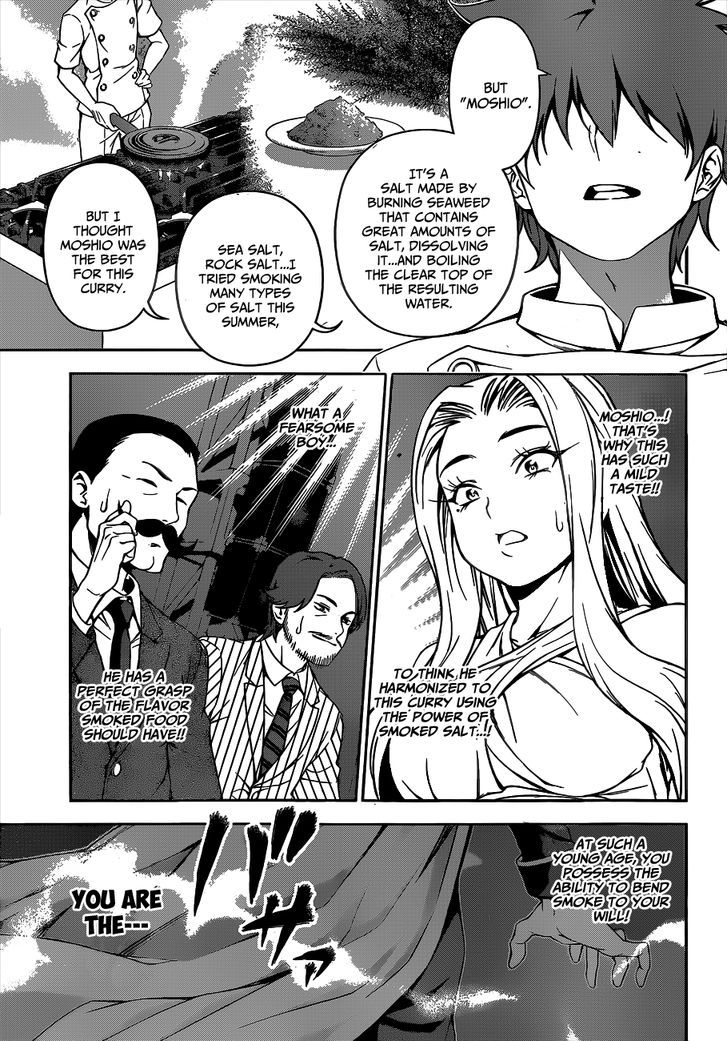 BUT
"MOSHIO".
IT'S A
SALT MADE BY
BURNING SEAWEED
THAT CONTAINS
GREAT AMOUNTS OF
SALT, DISSOLVING
IT...AND BOILING
THE CLEAR TOP OF
THE RESULTING
WATER.
SEA SALT,
ROCK SALT...I
TRIED SMOKING
MANY TYPES
OF SALT THIS
SUMMER,
BUT I
THOUGHT
MOSHIO WAS
THE BEST
FOR THIS
CURRY.
MOSHIO...!
THAT'S
WHY THIS
HAS SUCH
A MILD
TASTE!!
TO THINK HE
HARMONIZED TO
THIS CURRY USING
THE POWER OF
SMOKED SALT..!!
WHAT A
FEARSOME
BOY...
HE HAS A
PERFECT GRASP
OF THE FLAVOR
SMOKED FOOD
SHOULD HAVE!!
AT SUCH A
YOUNG AGE, YOU
POSSESS THE
ABILITY TO BEND
SMOKE TO YOUR
WILL!
バサァ
YOU ARE
THE---